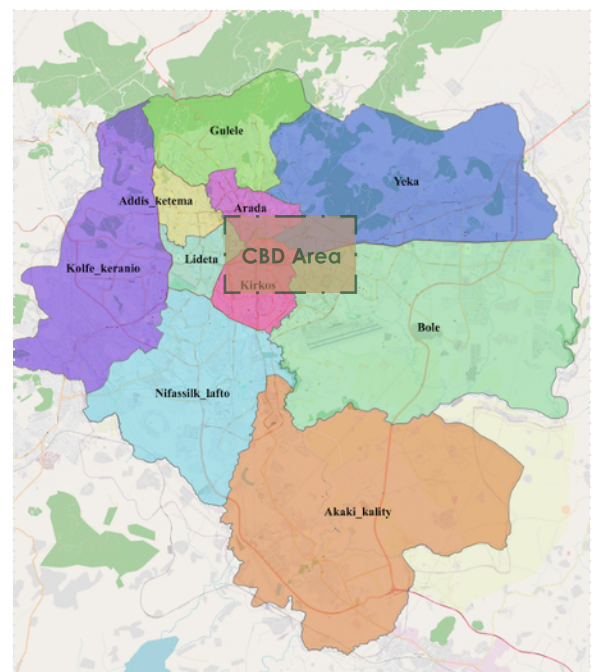 Gulele
Yeka
Addis_ketema
Arada
CBD Area
Lideta
Kolfe_keranio
Kirkos
Bole
Nifassilk_lafto
Akaki_kality